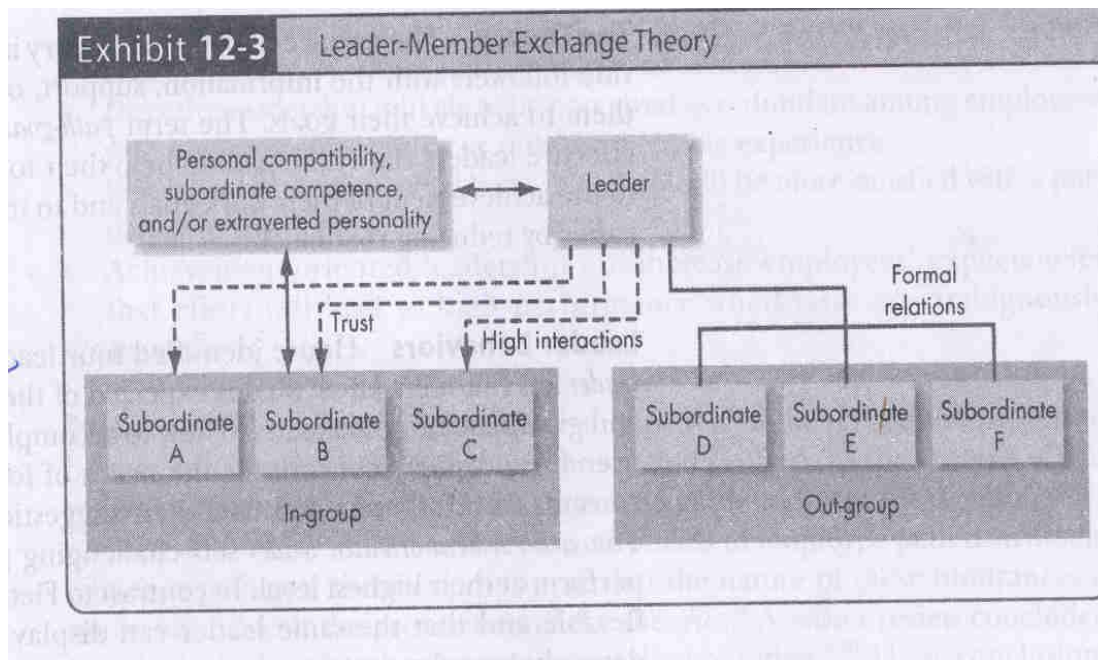 Exhibit 12-3 Leader-Member Exchange Theory
Personal compatibility,
subordinate competence,
and/or extraverted personality
Leader
Formal
relations
Trust
High interactions
Subordinate
A
Subordinate
B
Subordinate
C
Subordinate
D
Subordinate
E
Subordinate
F
In-group
Out-group